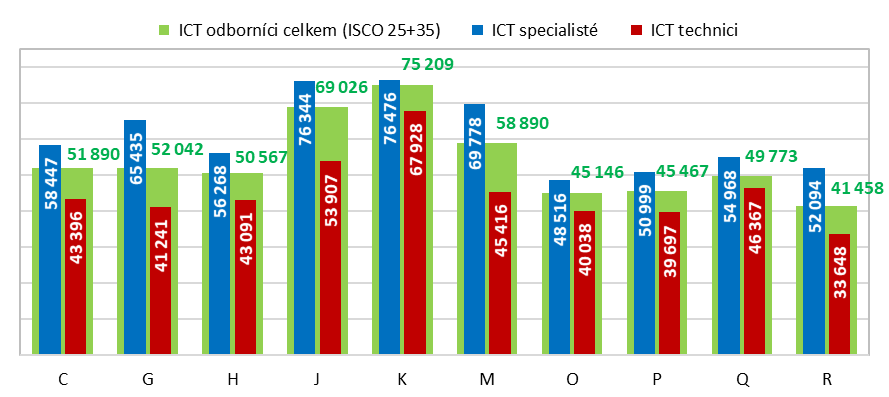 ICT odborníci celkem (ISCO 25+35) ICT specialisté ICT technici
51 890 52 042 50 567 69 026 75 209 58 890 45 146 45 467 49 773 41 458
58 447 65 435 56 268 76 344 76 476 69 778 48 516 50 999 54 968 52 094
43 396 41 241 43 091 53 907 67 928 45 416 40 038 39 697 46 367 33 648
C G H J K M O P Q R